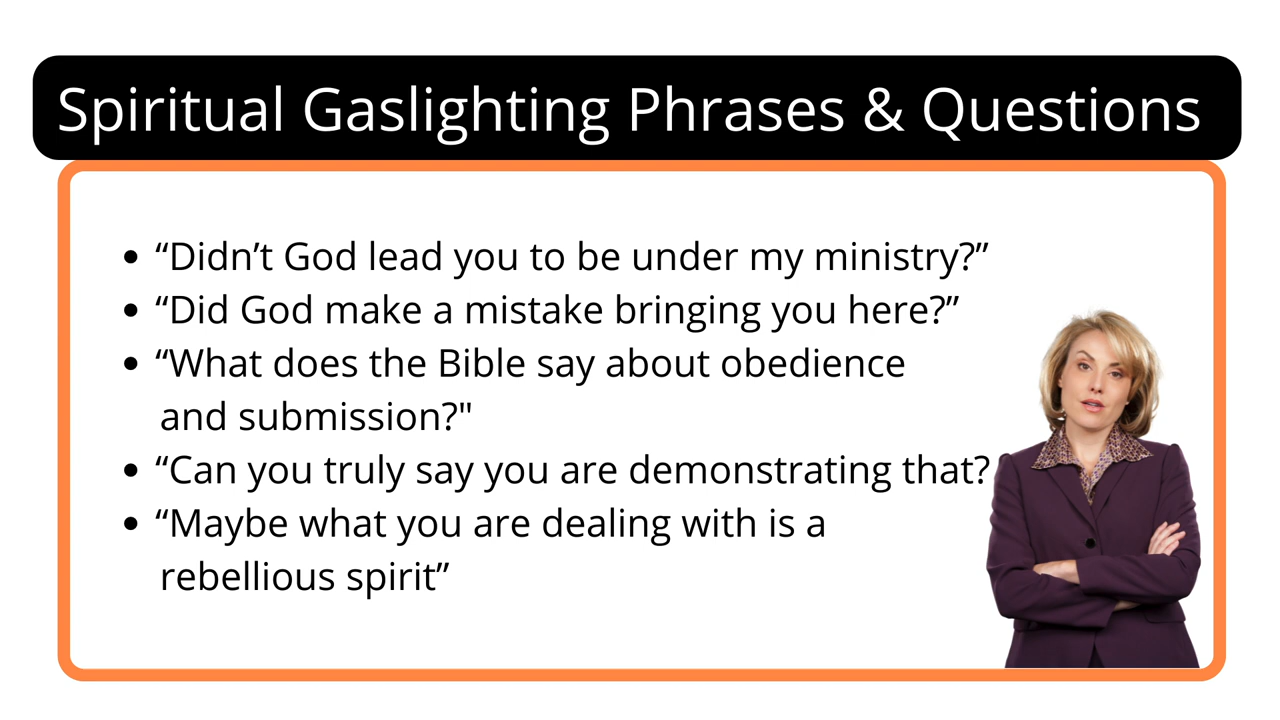 Spiritual Gaslighting Phrases & Questions
• “Didn’t God lead you to be under my ministry?”
• “Did God make a mistake bringing you here?”
• “What does the Bible say about obedience
and submission?"
• “Can you truly say you are demonstrating that?
• “Maybe what you are dealing with is a
rebellious spirit”